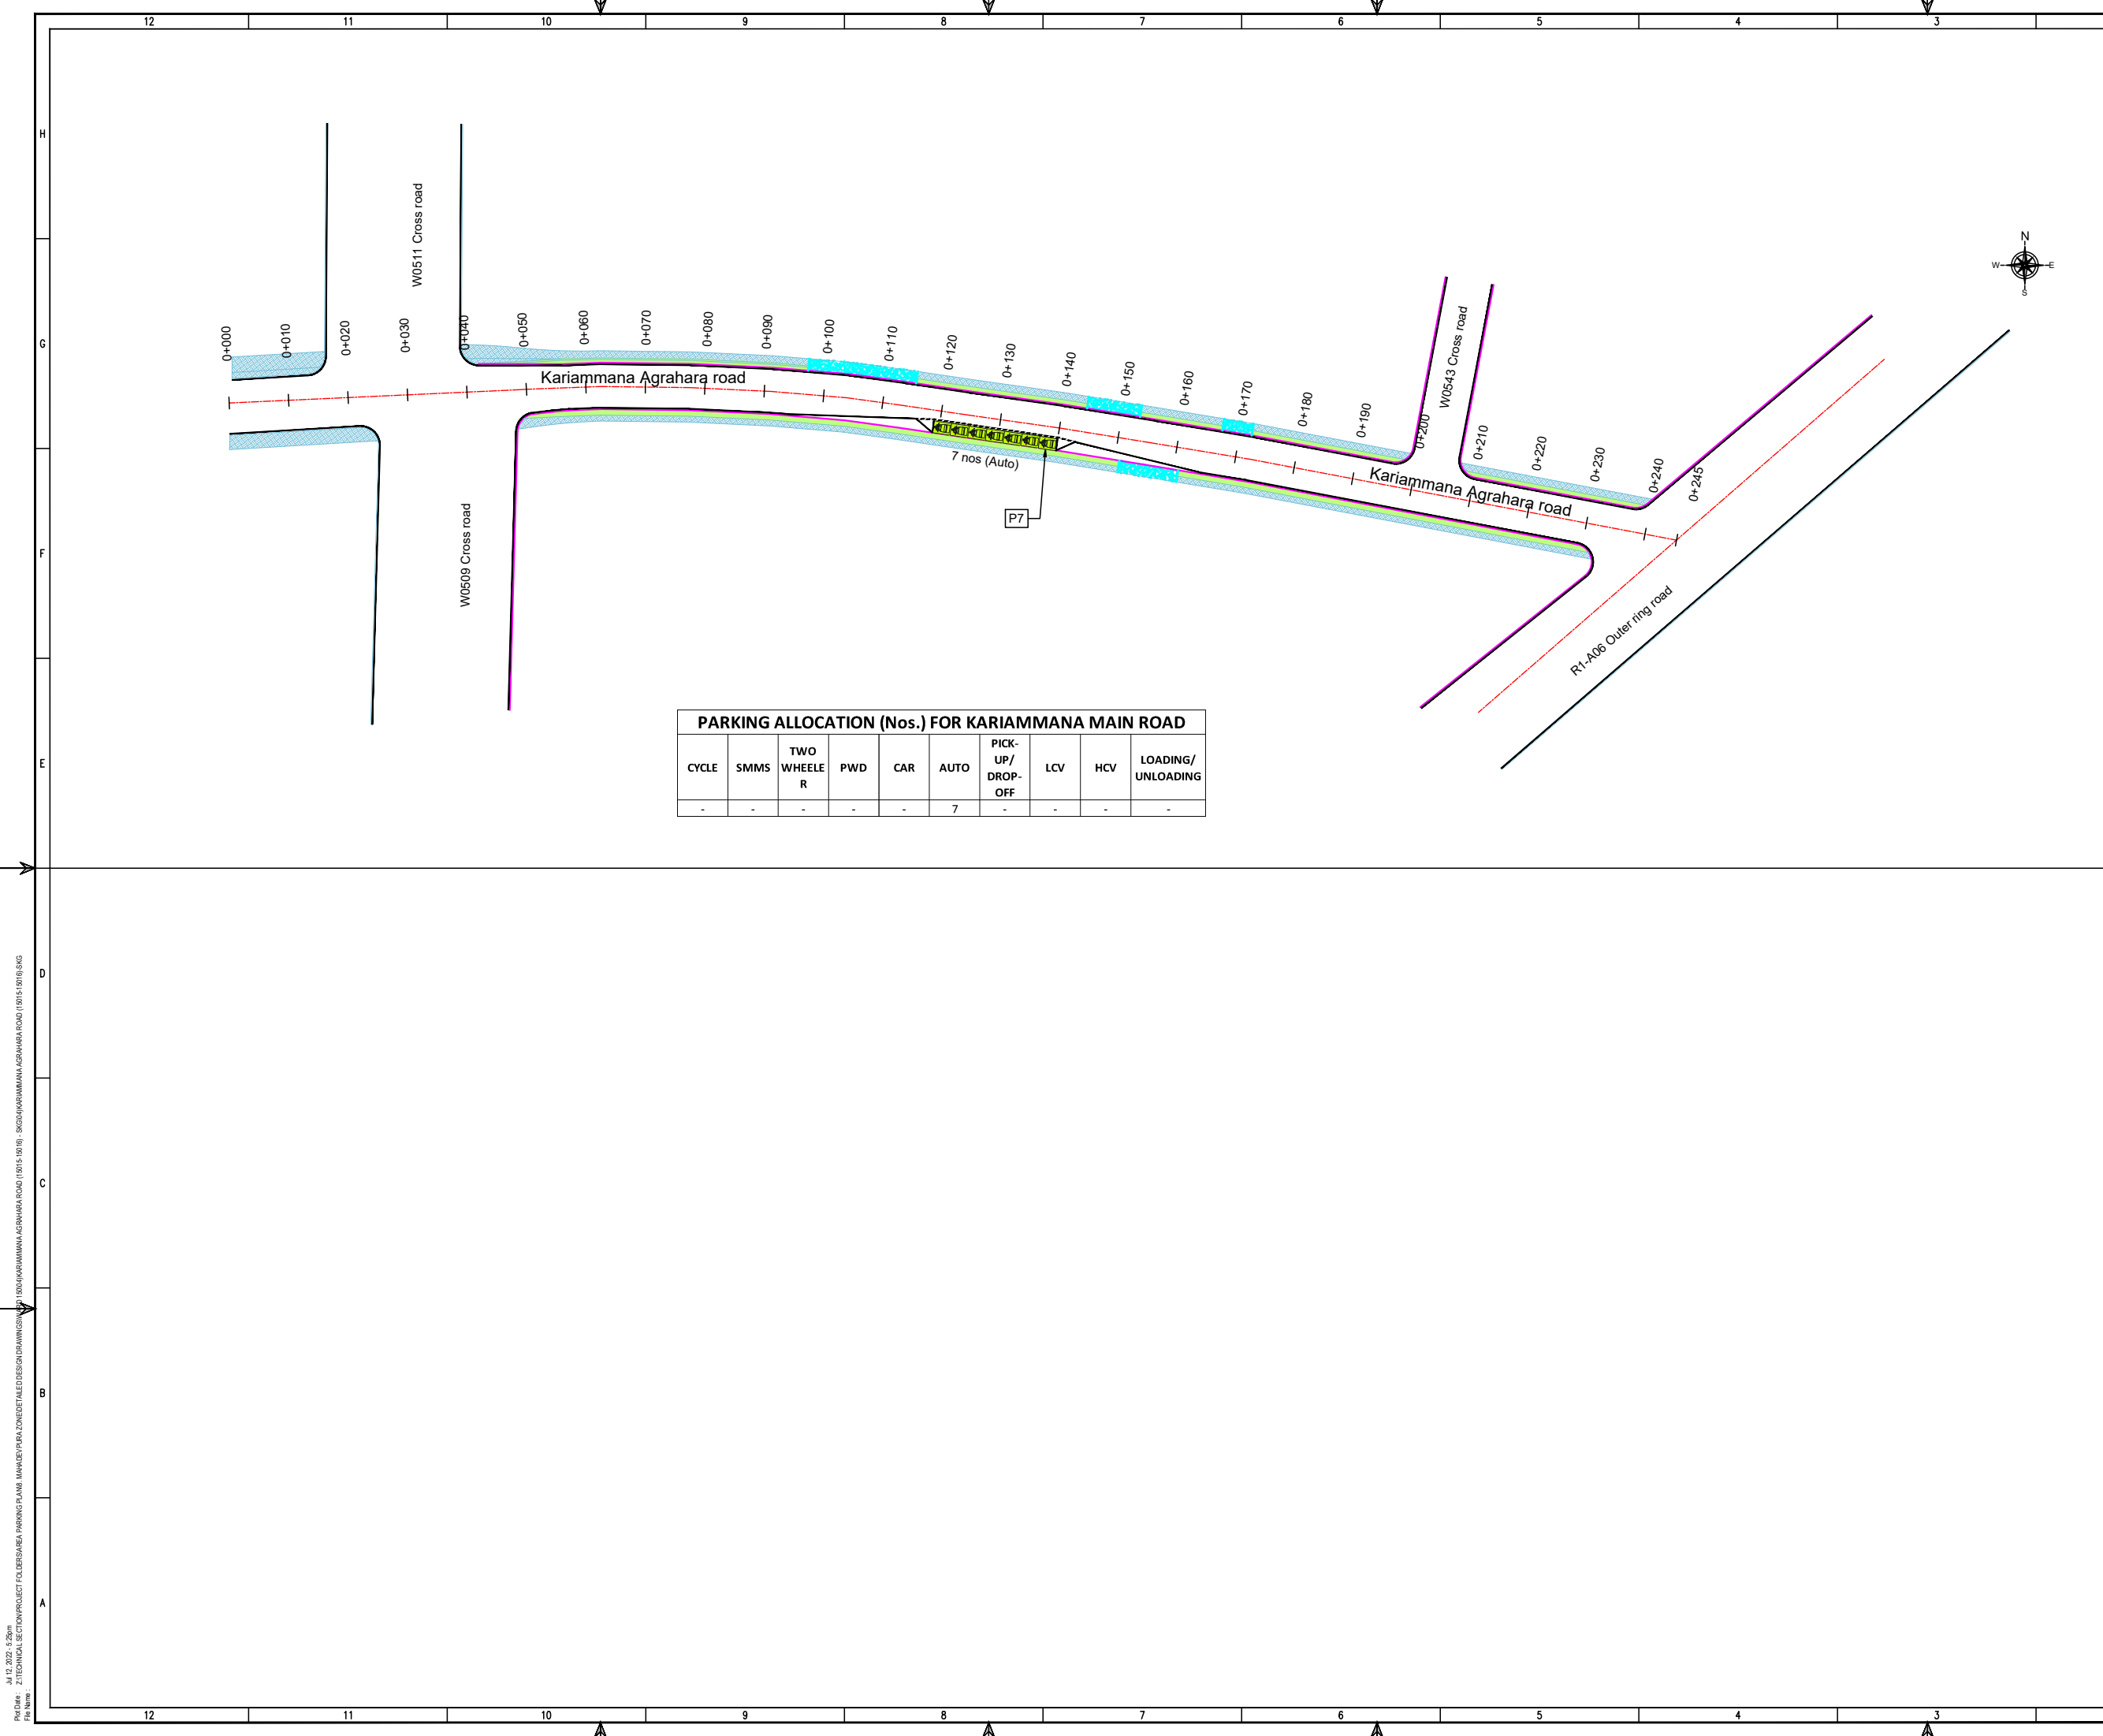 12 11 10 9 8 7 6 5 4 3
H
G
F
E
D
C
B
A
W0511 Cross road
N
W E
S
0+000 0+010 0+020 0+030 0+040 0+050 0+060 0+070 0+080 0+090 0+100 0+110 0+120 0+130 0+140 0+150 0+160 0+170 0+180 0+190 0+200 0+210 0+220 0+230 0+240 0+245
W0543 Cross road
Kariammana Agrahara road
7 nos (Auto)
Kariammana Agrahara road
P7
W0509 Cross road
R1-A06 Outer ring road
PARKING ALLOCATION (Nos.) FOR KARIAMMANA MAIN ROAD
CYCLE SMMS TWO WHEELE R PWD CAR AUTO PICK-UP/ DROP-OFF LCV HCV LOADING/ UNLOADING
- - - - - 7 - - - -
Plot Date : Jul 12, 2022 - 5:25pm
File Name :
12 11 10 9 8 7 6 5 4 3